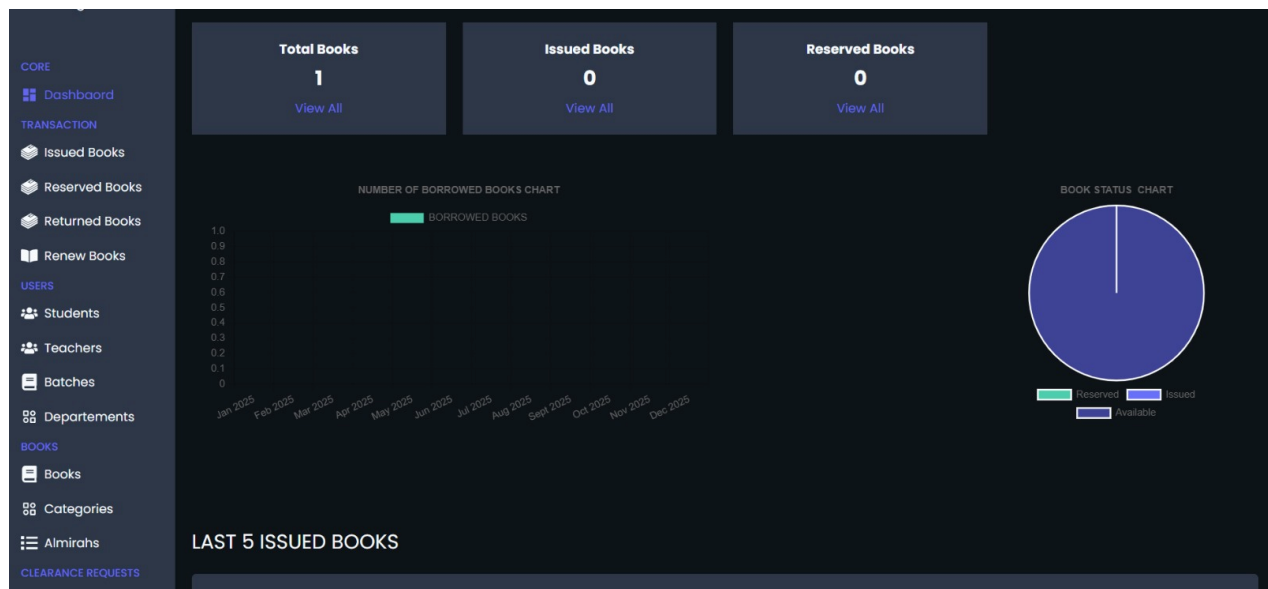 CORE
Dashbaord
TRANSACTION
Issued Books
Reserved Books
Returned Books
Renew Books
USERS
Students
Teachers
Batches
Departements
BOOKS
Books
Categories
Almirahs
CLEARANCE REQUESTS
Total Books
1
View All
Issued Books
0
View All
Reserved Books
0
View All
NUMBER OF BORROWED BOOKS CHART
BORROWED BOOKS
1.0
0.9
0.8
0.7
0.6
0.5
0.4
0.3
0.2
0.1
0
Jan 2025
Feb 2025
Mar 2025
Apr 2025
May 2025
Jun 2025
Jul 2025
Aug 2025
Sept 2025
Oct 2025
Nov 2025
Dec 2025
BOOK STATUS CHART
Reserved
Issued
Available
LAST 5 ISSUED BOOKS